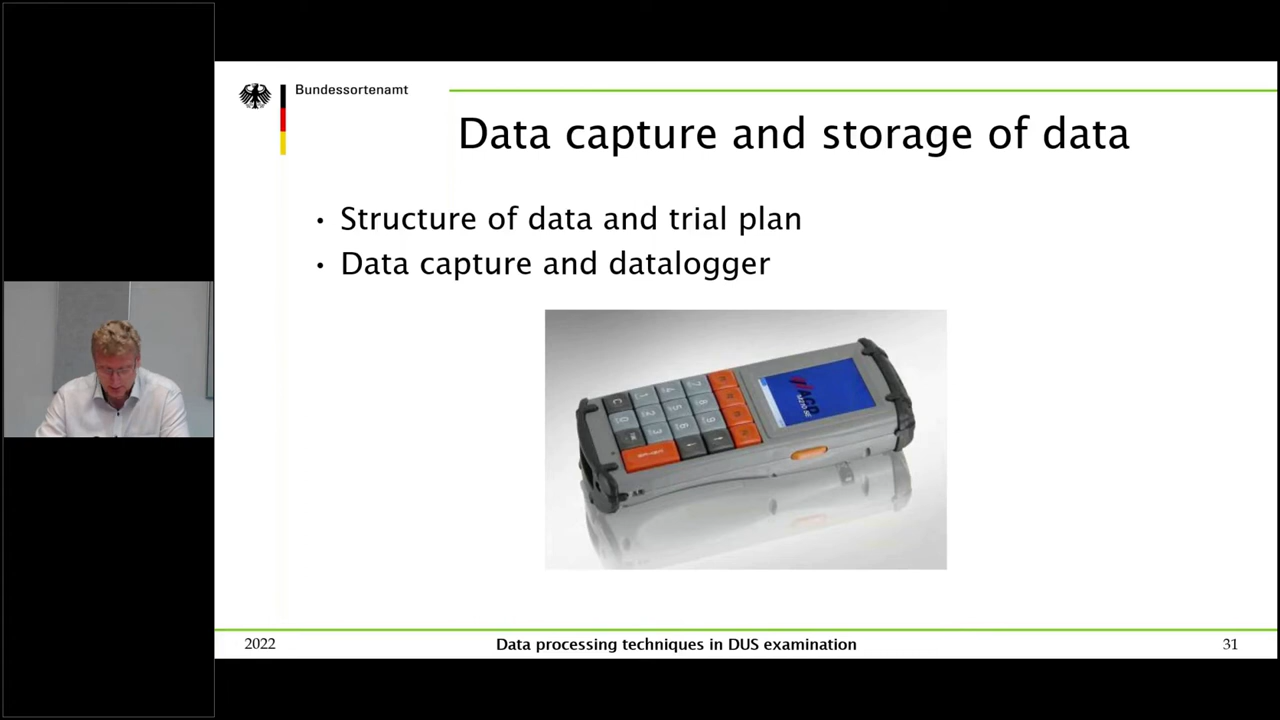 Bundessortenamt
Data capture and storage of data
• Structure of data and trial plan
• Data capture and datalogger
2022
Data processing techniques in DUS examination
31